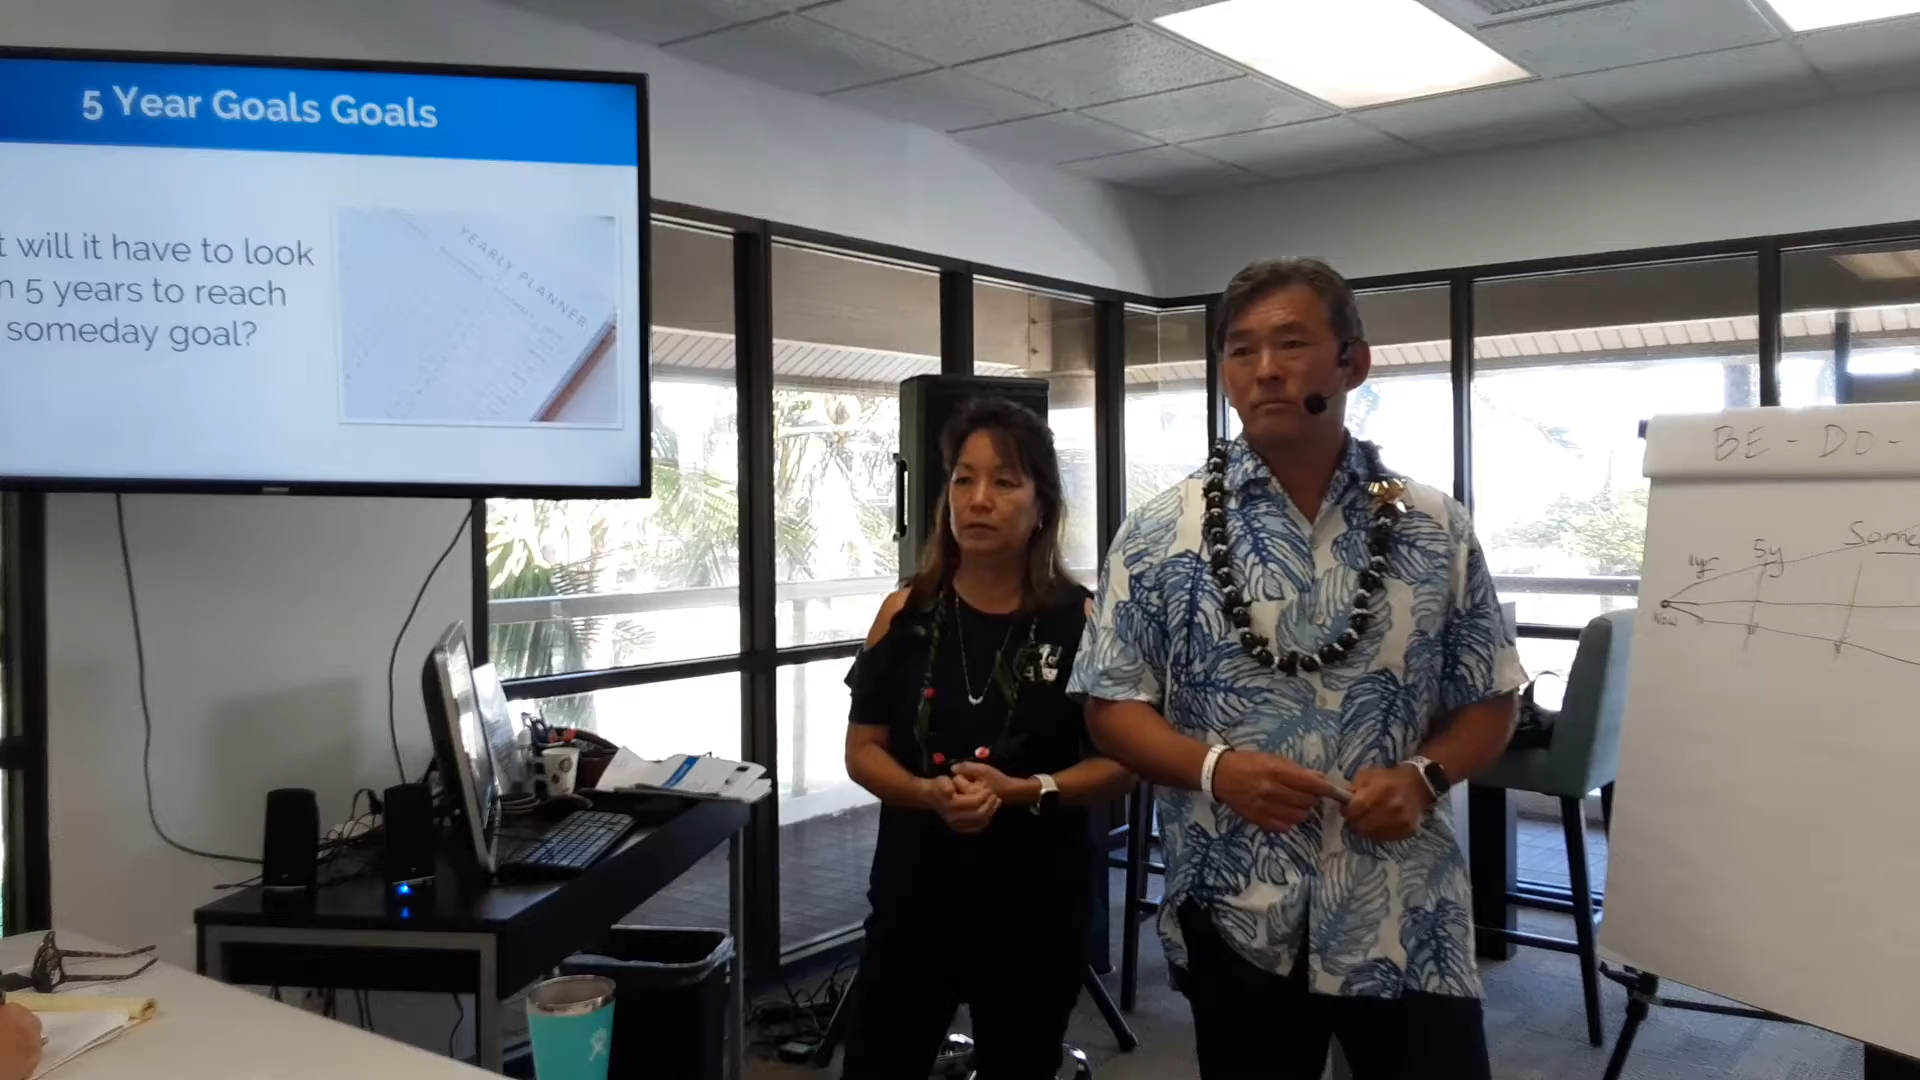 5 Year Goals Goals
t will it have to look
n 5 years to reach
someday goal?
YEARLY PLANNER
BE - DO -
1yr 5y Some
Now